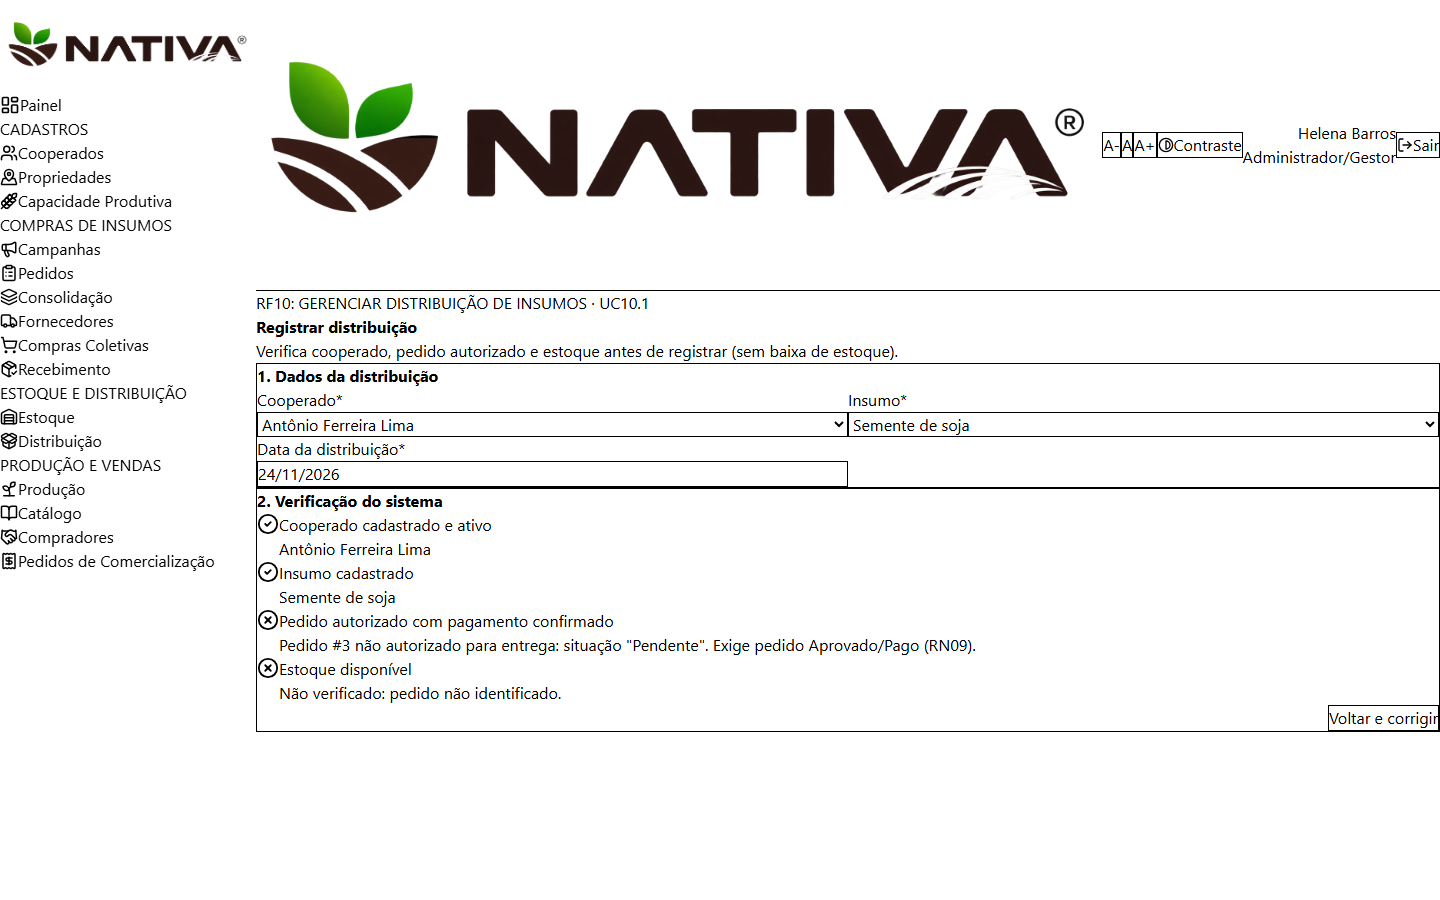 NATIVA®
Painel
CADASTROS
Cooperados
Propriedades
Capacidade Produtiva
COMPRAS DE INSUMOS
Campanhas
Pedidos
Consolidação
Fornecedores
Compras Coletivas
Recebimento
ESTOQUE E DISTRIBUIÇÃO
Estoque
Distribuição
PRODUÇÃO E VENDAS
Produção
Catálogo
Compradores
Pedidos de Comercialização
NATIVA®
A- A A+ Contraste
Helena Barros
Administrador/Gestor
Sair
RF10: GERENCIAR DISTRIBUIÇÃO DE INSUMOS · UC10.1
Registrar distribuição
Verifica cooperado, pedido autorizado e estoque antes de registrar (sem baixa de estoque).
1. Dados da distribuição
Cooperado* Insumo*
Antônio Ferreira Lima Semente de soja
Data da distribuição*
24/11/2026
2. Verificação do sistema
Cooperado cadastrado e ativo
Antônio Ferreira Lima
Insumo cadastrado
Semente de soja
Pedido autorizado com pagamento confirmado
Pedido #3 não autorizado para entrega: situação "Pendente". Exige pedido Aprovado/Pago (RN09).
Estoque disponível
Não verificado: pedido não identificado.
Voltar e corrigir